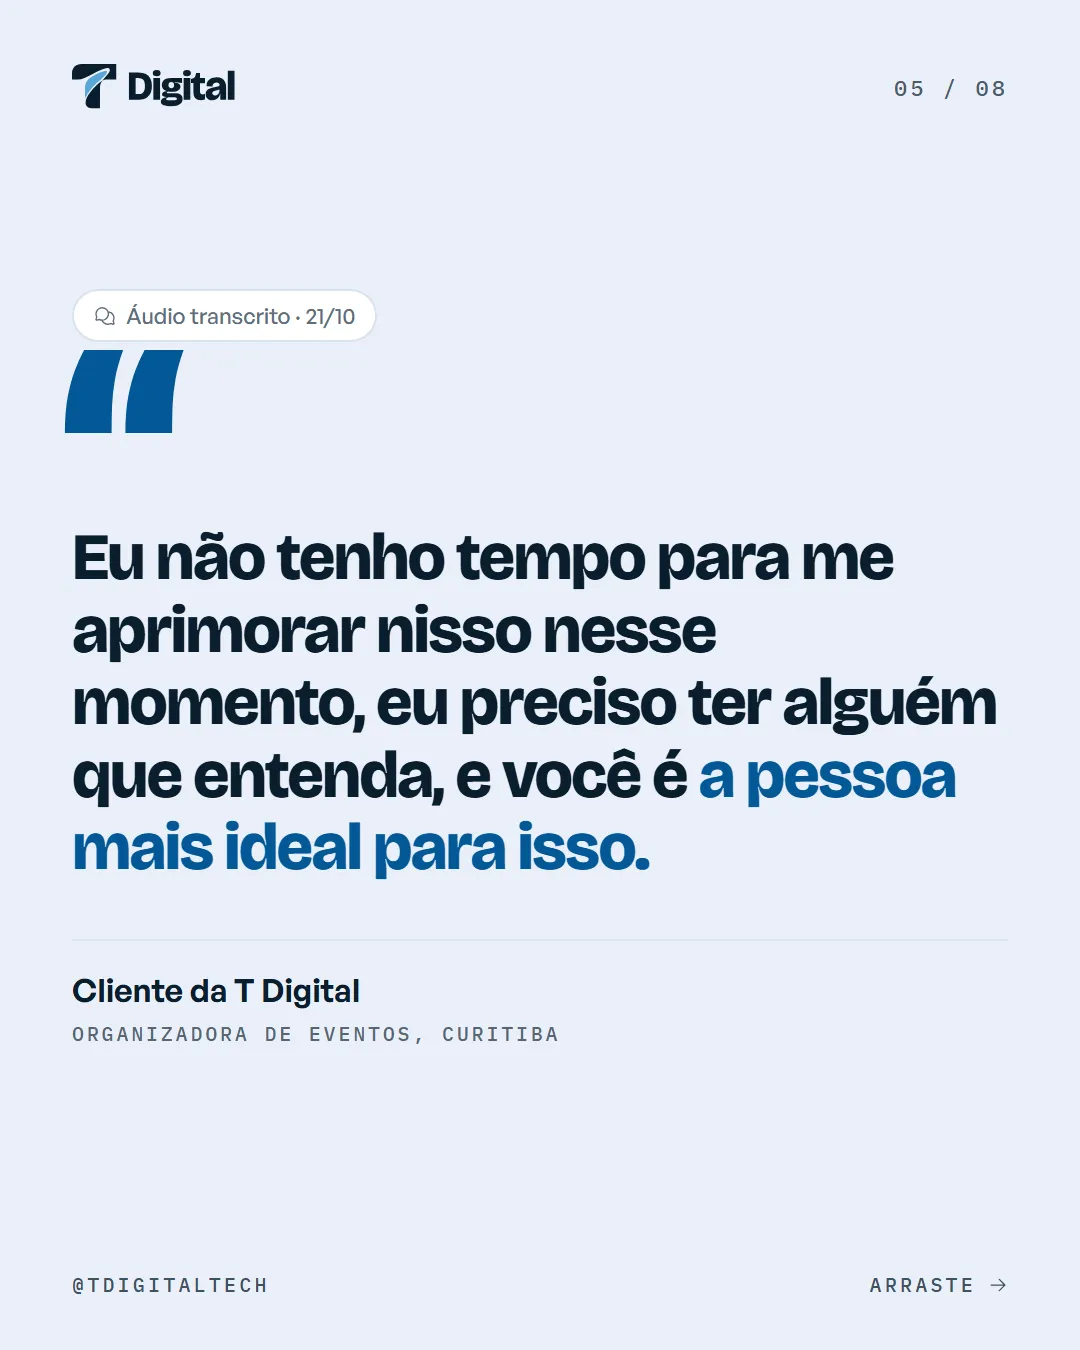 T Digital
05 / 08
Áudio transcrito · 21/10
“
Eu não tenho tempo para me
aprimorar nisso nesse
momento, eu preciso ter alguém
que entenda, e você é a pessoa
mais ideal para isso.
Cliente da T Digital
ORGANIZADORA DE EVENTOS, CURITIBA
@TDIGITALTECH
ARRASTE →